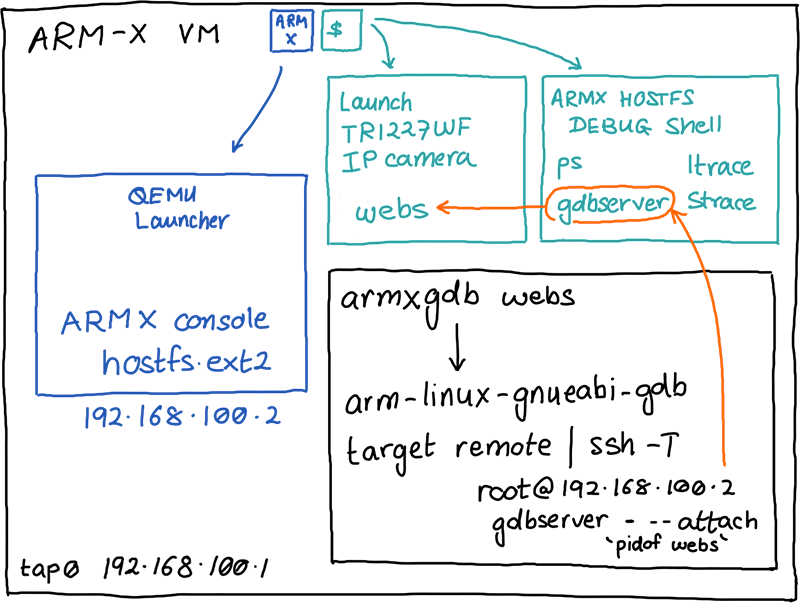 ARM-X VM
ARM
X
$
Launch
TRI227WF
IP camera
webs
ARMX HOSTFS
DEBUG Shell
ps ltrace
gdbserver strace
QEMU
Launcher
ARMX console
hostfs.ext2
192.168.100.2
armxgdb webs
arm-linux-gnueabi-gdb
target remote | ssh -T
root@192.168.100.2
gdbserver - --attach
`pidof webs`
tap0 192.168.100.1